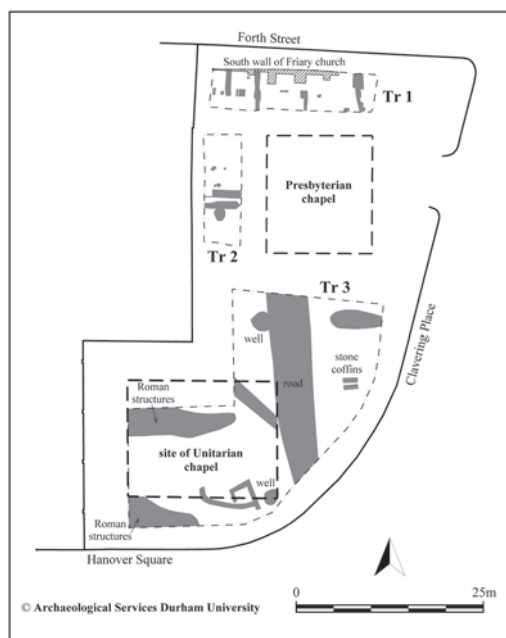 Forth Street
South wall of Friary church
Tr 1
Presbyterian
chapel
Tr 2
Tr 3
well
road
stone
coffins
Clavering Place
Roman
structures
site of Unitarian
chapel
well
Roman
structures
Hanover Square
0
25m
© Archaeological Services Durham University